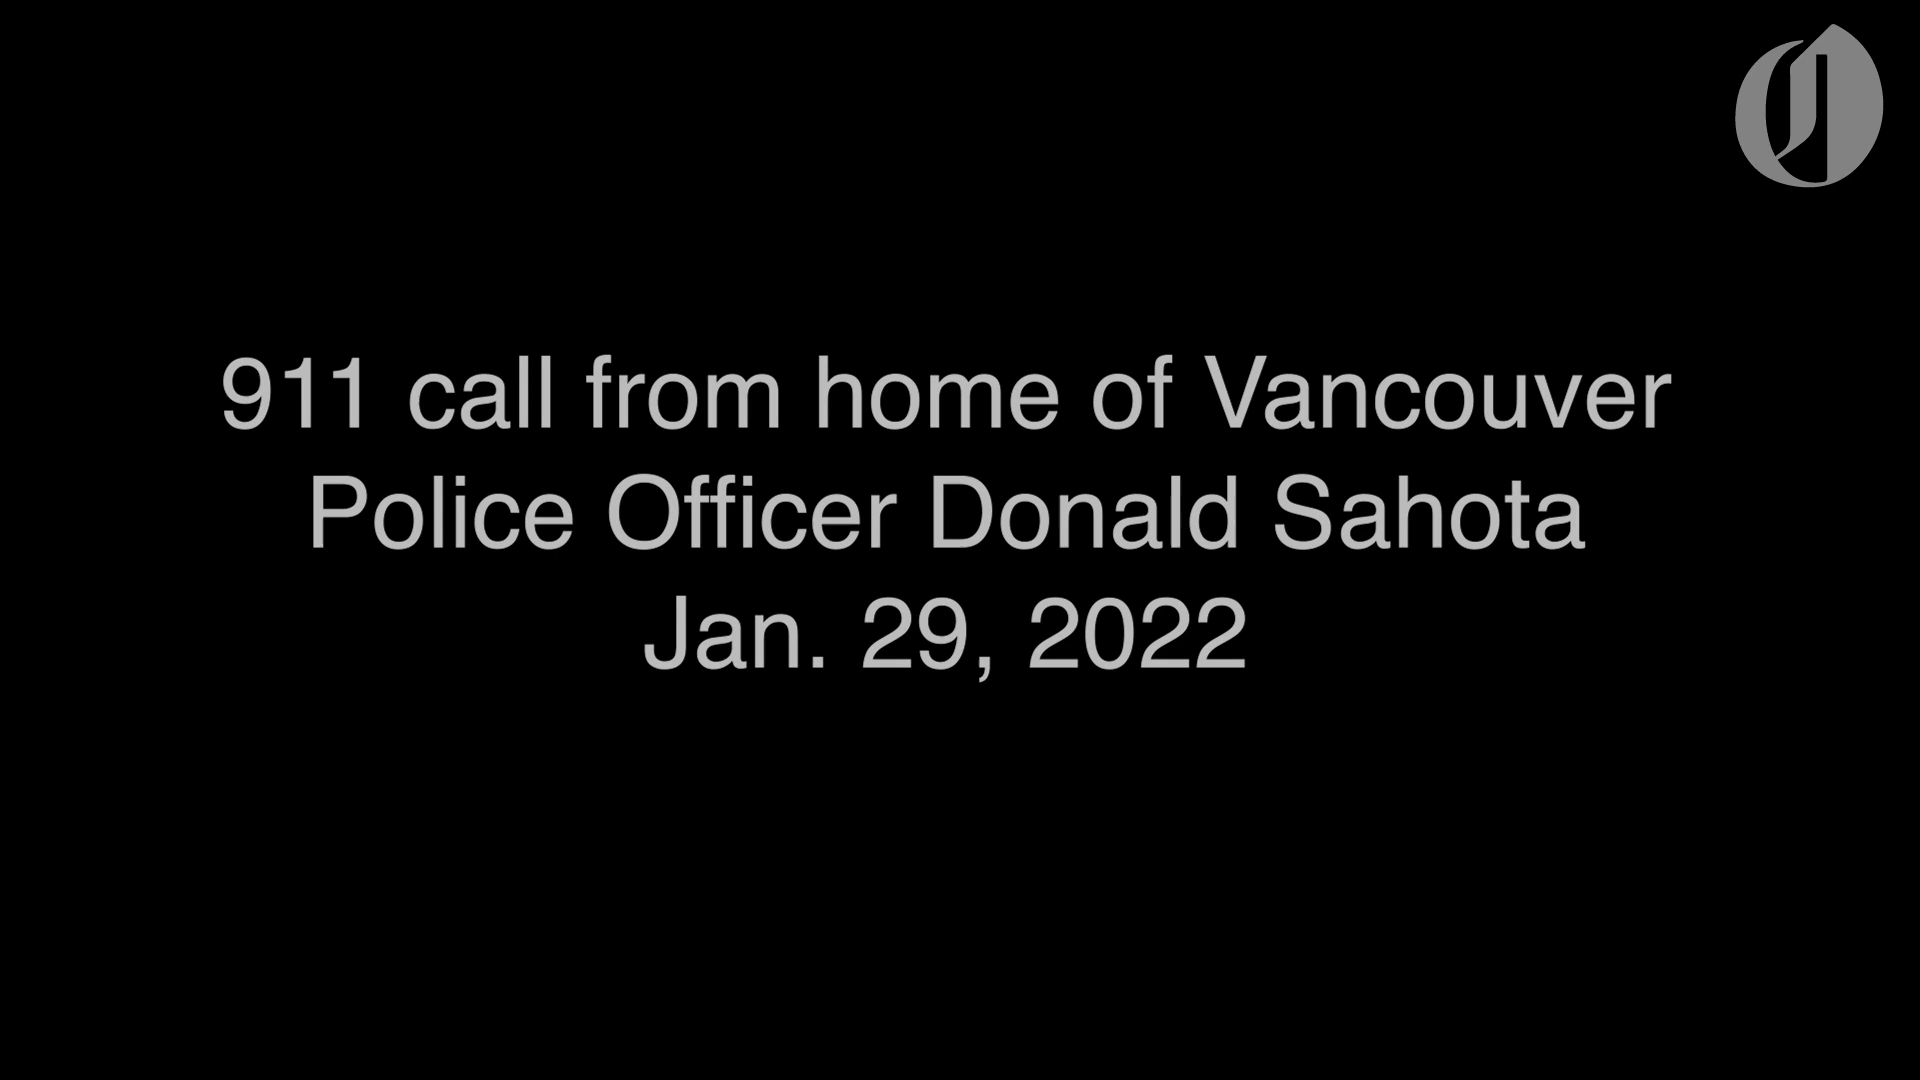 911 call from home of Vancouver
Police Officer Donald Sahota
Jan. 29, 2022